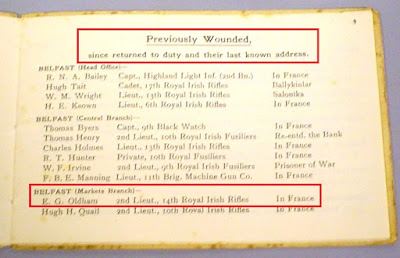 Previously Wounded,
since returned to duty and their last known address.
BELFAST (Head Office)—
R. N. A. Bailey Capt., Highland Light Inf. (2nd Bn.) In France
Hugh Tait Cadet, 17th Royal Irish Rifles Ballykinlar
W. M. Wright Lieut., 13th Royal Irish Rifles Salonika
H. E. Keown Lieut., 6th Royal Irish Rifles In France
BELFAST (Central Branch)—
Thomas Byers Capt., 9th Black Watch In France
Thomas Henry 2nd Lieut., 10th Royal Irish Fusiliers Re-entd. the Bank
Charles Holmes Lieut., 13th Royal Irish Rifles In France
R. T. Hunter Private, 10th Royal Fusiliers In France
W. F. Irvine 2nd Lieut., 9th Royal Irish Fusiliers Prisoner of War
F. B. E. Manning Lieut., 11th Brig. Machine Gun Co. In France
BELFAST (Markets Branch)—
E. G. Oldham 2nd Lieut., 14th Royal Irish Rifles In France
Hugh H. Quail 2nd Lieut., 10th Royal Irish Rifles In France